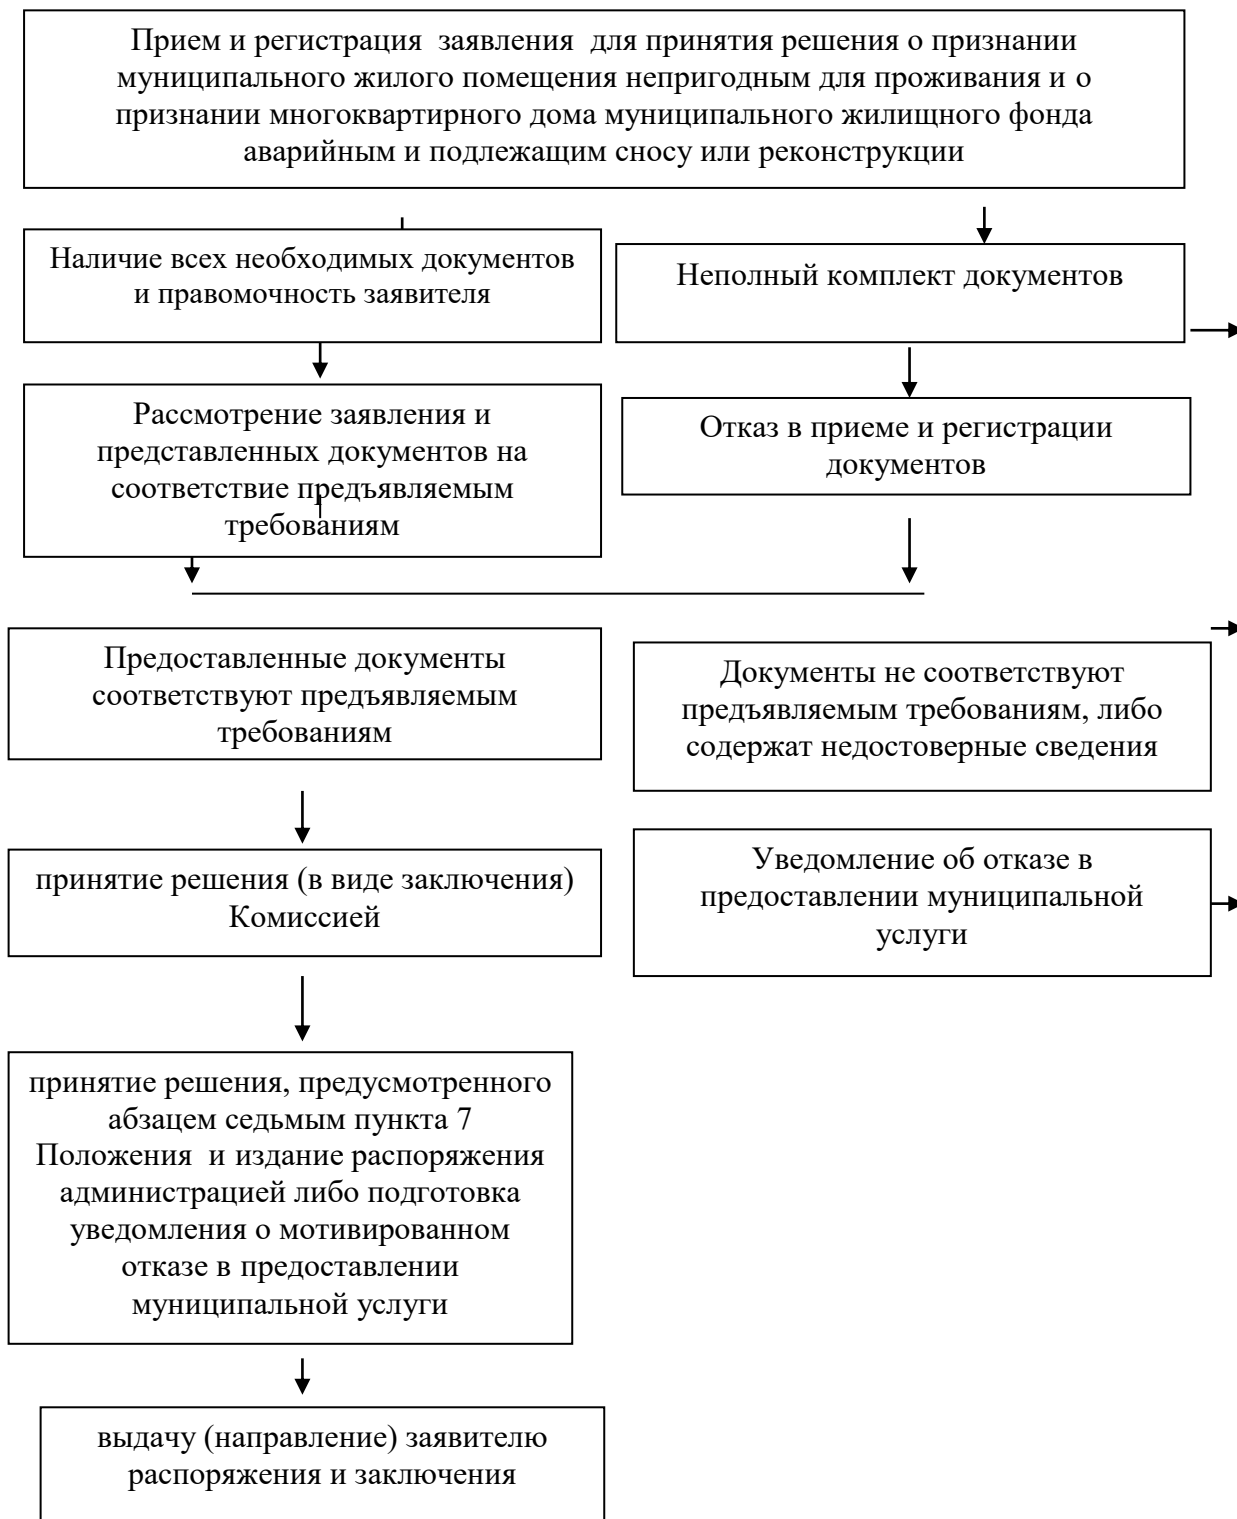 Прием и регистрация  заявления  для принятия решения о признании
муниципального жилого помещения непригодным для проживания и о
признании многоквартирного дома муниципального жилищного фонда
аварийным и подлежащим сносу или реконструкции
Наличие всех необходимых документов
и правомочность заявителя
Неполный комплект документов
Рассмотрение заявления и
представленных документов на
соответствие предъявляемым
требованиям
Отказ в приеме и регистрации
документов
Предоставленные документы
соответствуют предъявляемым
требованиям
Документы не соответствуют
предъявляемым требованиям, либо
содержат недостоверные сведения
принятие решения (в виде заключения)
Комиссией
Уведомление об отказе в
предоставлении муниципальной
услуги
принятие решения, предусмотренного
абзацем седьмым пункта 7
Положения  и издание распоряжения
администрацией либо подготовка
уведомления о мотивированном
отказе в предоставлении
муниципальной услуги
выдачу (направление) заявителю
распоряжения и заключения